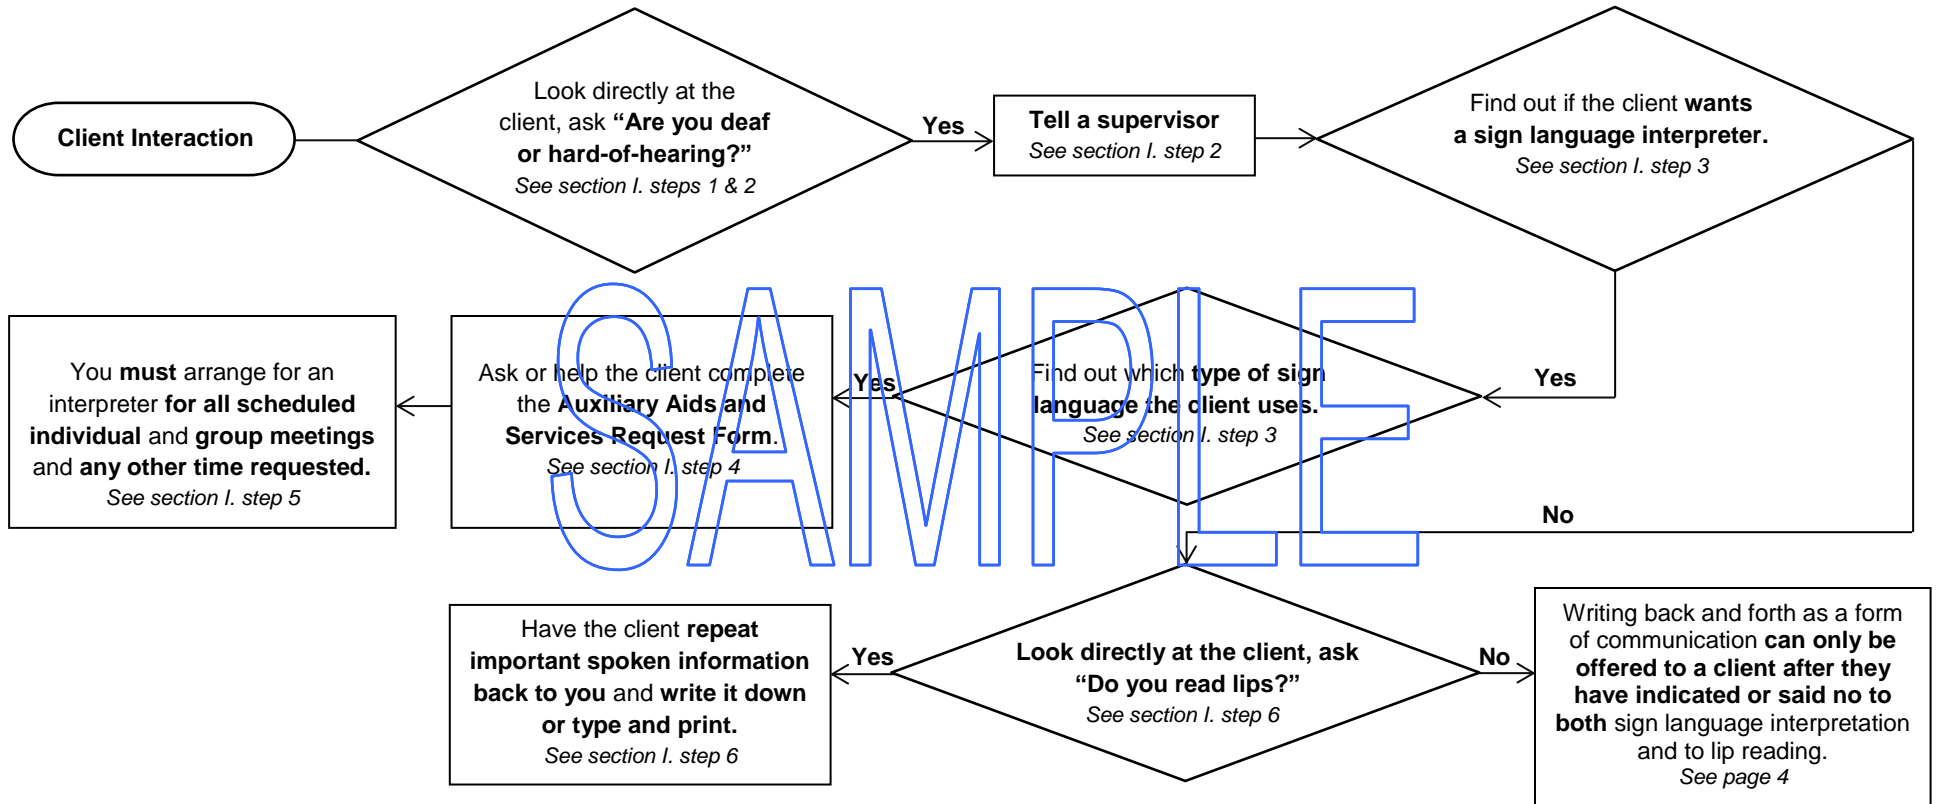 Client Interaction
Look directly at the
client, ask “Are you deaf
or hard-of-hearing?”
See section I. steps 1 & 2
Yes
Tell a supervisor
See section I. step 2
Find out if the client wants
a sign language interpreter.
See section I. step 3
You must arrange for an
interpreter for all scheduled
individual and group meetings
and any other time requested.
See section I. step 5
Ask or help the client complete
the Auxiliary Aids and
Services Request Form.
See section I. step 4
Yes
Find out which type of sign
language the client uses.
See section I. step 3
Yes
SAMPLE
No
Have the client repeat
important spoken information
back to you and write it down
or type and print.
See section I. step 6
Yes
Look directly at the client, ask
“Do you read lips?”
See section I. step 6
No
Writing back and forth as a form
of communication can only be
offered to a client after they
have indicated or said no to
both sign language interpretation
and to lip reading.
See page 4